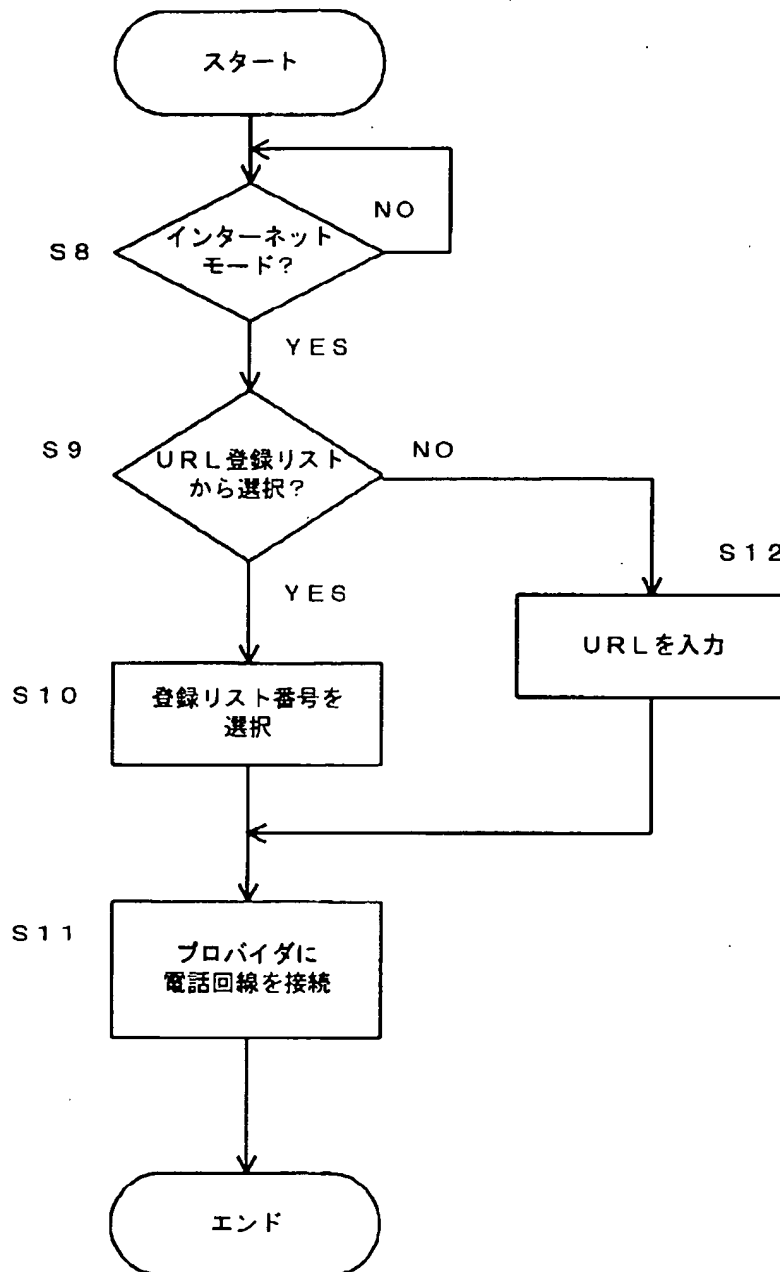 スタート
NO
S8
インターネット
モード?
YES
S9
URL登録リスト
から選択?
NO
S12
YES
URLを入力
S10
登録リスト番号を
選択
S11
プロバイダに
電話回線を接続
エンド